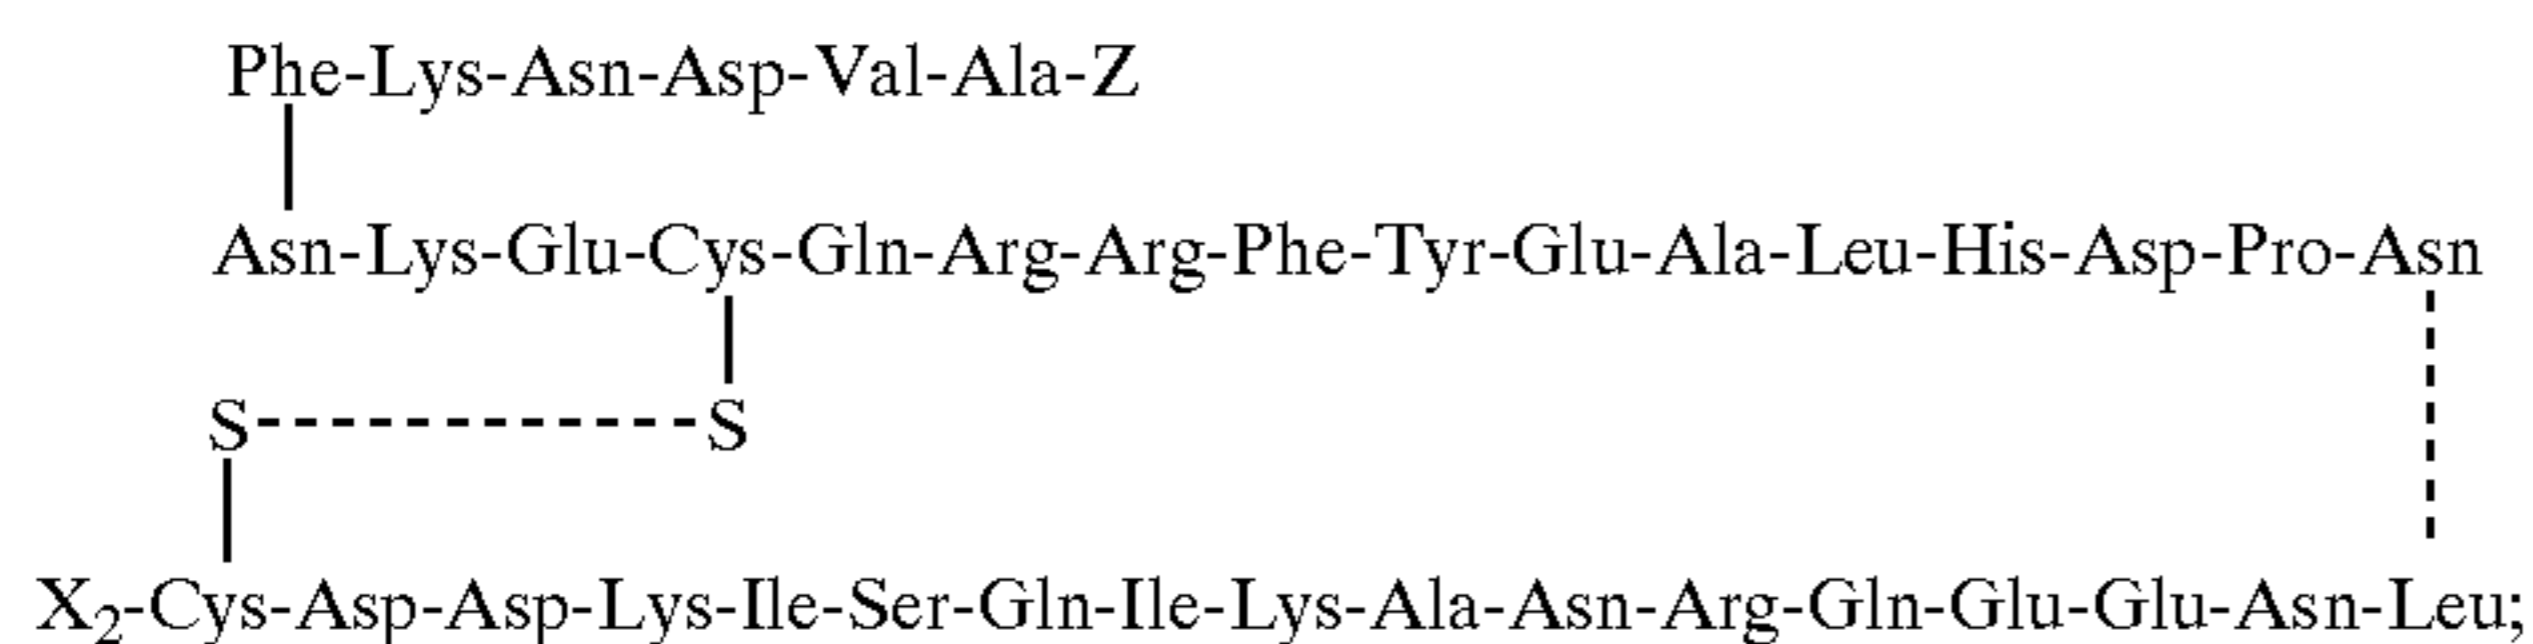 Phe-Lys-Asn-Asp-Val-Ala-Z
Asn-Lys-Glu-Cys-Gln-Arg-Arg-Phe-Tyr-Glu-Ala-Leu-His-Asp-Pro-Asn
S S
X₂-Cys-Asp-Asp-Lys-Ile-Ser-Gln-Ile-Lys-Ala-Asn-Arg-Gln-Glu-Glu-Asn-Leu;